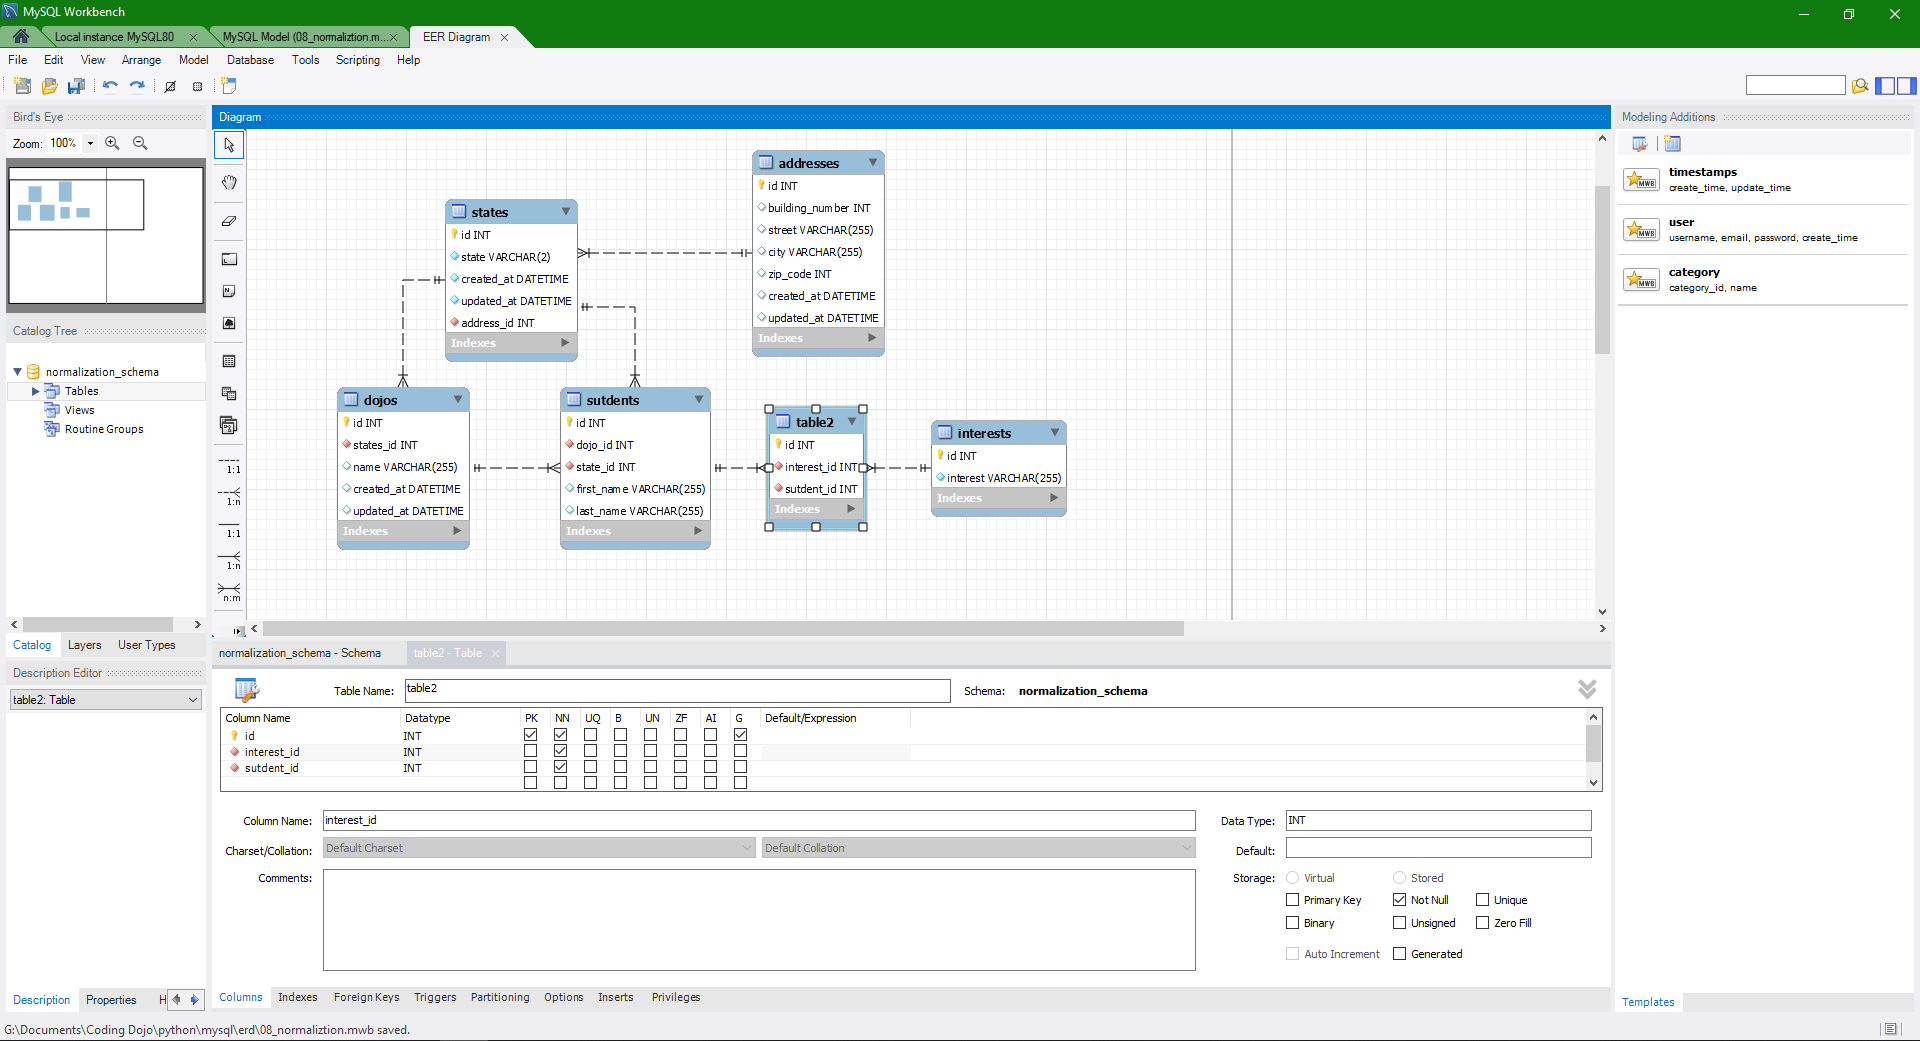 MySQL Workbench
Local instance MySQL80
MySQL Model (08_normaliztion.m...
EER Diagram
File Edit View Arrange Model Database Tools Scripting Help
Bird's Eye
Zoom: 100%
Diagram
Modeling Additions
timestamps
create_time, update_time
user
username, email, password, create_time
category
category_id, name
MWB
MWB
MWB
Catalog Tree
normalization_schema
Tables
Views
Routine Groups
Catalog Layers User Types
Description Editor
table2: Table
1:1
1:n
1:1
1:n
n:m
addresses
id INT
building_number INT
street VARCHAR(255)
city VARCHAR(255)
zip_code INT
created_at DATETIME
updated_at DATETIME
Indexes
states
id INT
state VARCHAR(2)
created_at DATETIME
updated_at DATETIME
address_id INT
Indexes
dojos
id INT
states_id INT
name VARCHAR(255)
created_at DATETIME
updated_at DATETIME
Indexes
sutdents
id INT
dojo_id INT
state_id INT
first_name VARCHAR(255)
last_name VARCHAR(255)
Indexes
table2
id INT
interest_id INT
sutdent_id INT
Indexes
interests
id INT
interest VARCHAR(255)
Indexes
normalization_schema - Schema
table2 - Table
Table Name: table2
Schema: normalization_schema
Column Name Datatype PK NN UQ B UN ZF AI G Default/Expression
id INT
interest_id INT
sutdent_id INT
Column Name: interest_id
Data Type: INT
Charset/Collation: Default Charset Default Collation
Default:
Comments:
Storage: Virtual Stored
Primary Key Not Null Unique
Binary Unsigned Zero Fill
Auto Increment Generated
Description Properties H
Columns Indexes Foreign Keys Triggers Partitioning Options Inserts Privileges
Templates
G:\Documents\Coding Dojo\python\mysql\erd\08_normaliztion.mwb saved.